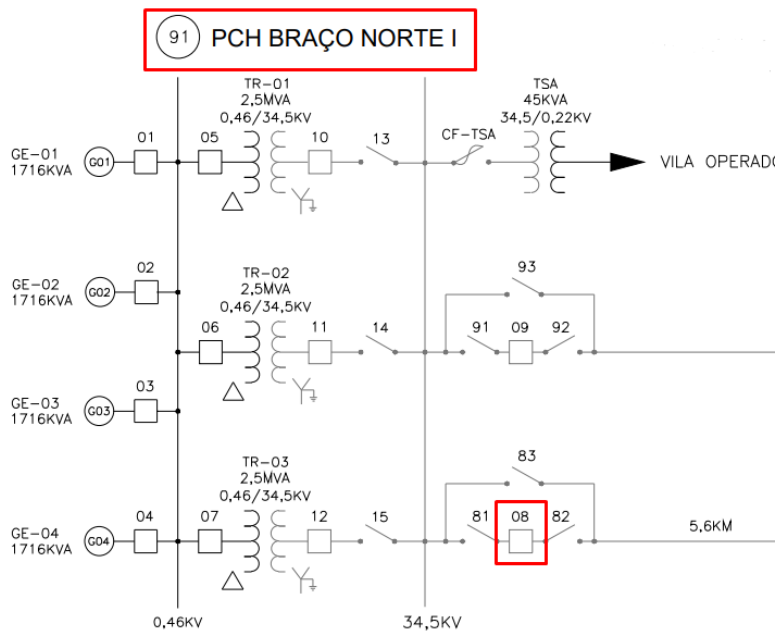 91 PCH BRAÇO NORTE I
TR-01
2,5MVA
0,46/34,5KV
TSA
45KVA
34,5/0,22KV
GE-01
1716KVA
G01
01
05
10
13
CF-TSA
VILA OPERADO
GE-02
1716KVA
G02
02
TR-02
2,5MVA
0,46/34,5KV
06
11
14
93
91
09
92
GE-03
1716KVA
G03
03
TR-03
2,5MVA
0,46/34,5KV
83
GE-04
1716KVA
G04
04
07
12
15
81
08
82
5,6KM
0,46KV
34,5KV